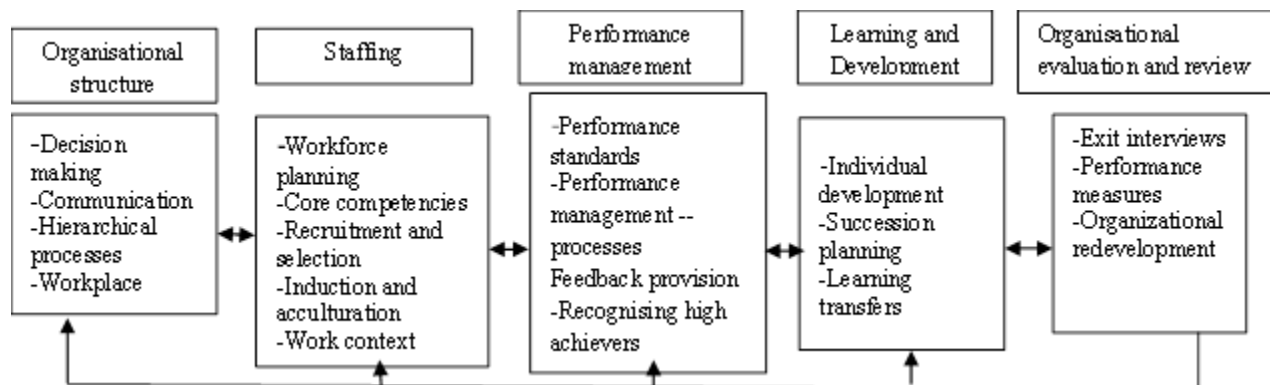 Organisational
structure
Staffing
Performance
management
Learning and
Development
Organisational
evaluation and review
-Decision
making
-Communication
-Hierarchical
processes
-Workplace
-Workforce
planning
-Core competencies
-Recruitment and
selection
-Induction and
acculturation
-Work context
-Performance
standards
-Performance
management --
processes
Feedback provision
-Recognising high
achievers
-Individual
development
-Succession
planning
-Learning
transfers
-Exit interviews
-Performance
measures
-Organizational
redevelopment